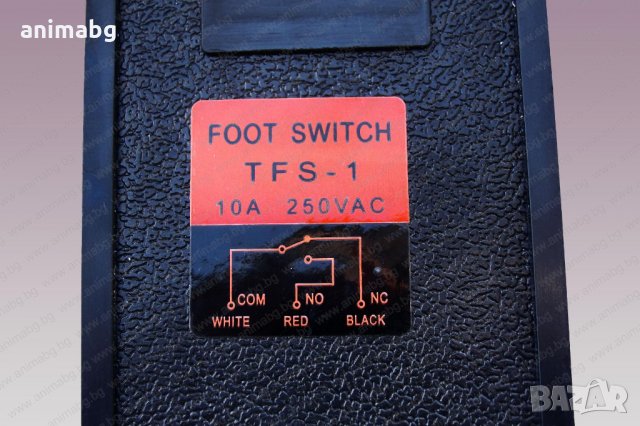 animabg
FOOT SWITCH
TFS-1
10A 250VAC
COM NO NC
WHITE RED BLACK
BAZAR